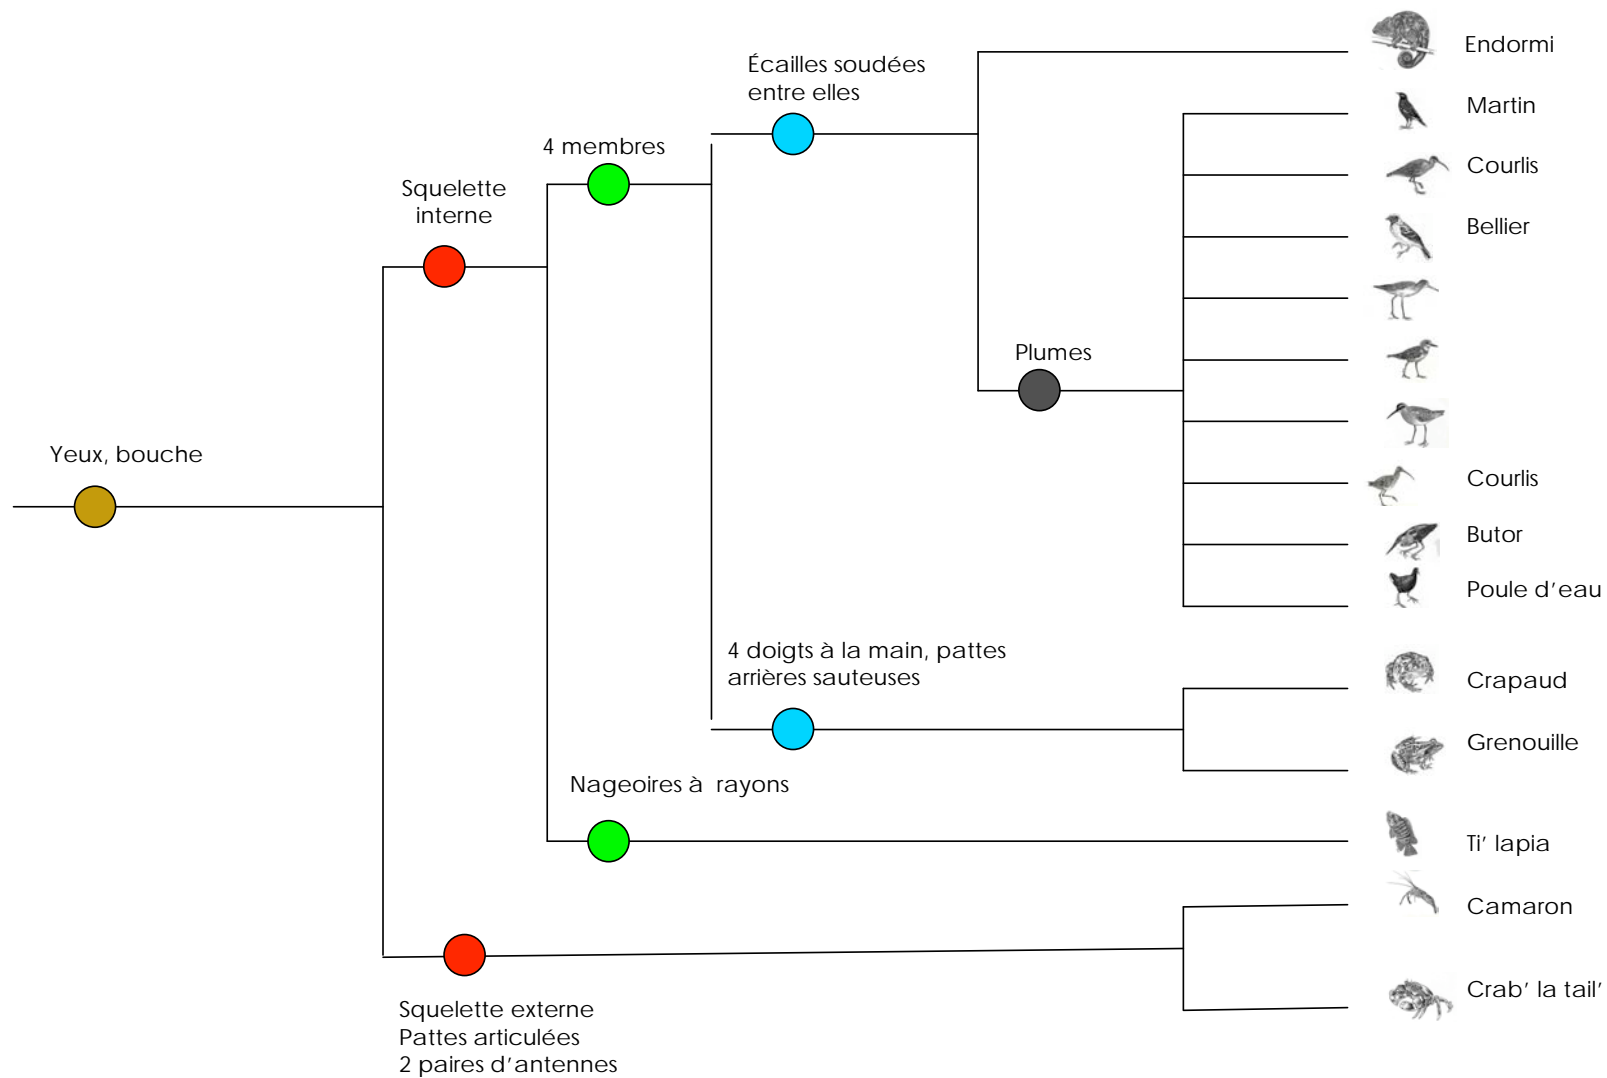 Endormi
Écailles soudées
entre elles
Martin
4 membres
Courlis
Squelette
interne
Bellier
Plumes
Yeux, bouche
Courlis
Butor
Poule d'eau
4 doigts à la main, pattes
arrières sauteuses
Crapaud
Grenouille
Nageoires à rayons
Ti' lapia
Camaron
Crab' la tail'
Squelette externe
Pattes articulées
2 paires d'antennes